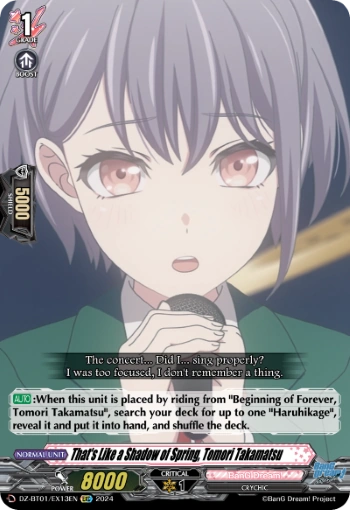 1
GRADE
BOOST
5000
SHIELD
The concert... Did I... sing properly?
I was too focused, I don't remember a thing.
AUTO:When this unit is placed by riding from "Beginning of Forever,
Tomori Takamatsu", search your deck for up to one "Haruhikage",
reveal it and put it into hand, and shuffle the deck.
NORMAL UNIT
That's Like a Shadow of Spring, Tomori Takamatsu
POWER 8000
CRITICAL
1
BanG Dream!
CRYCHIC
D-BT01/EX13EN
2024
©BanG Dream! Project